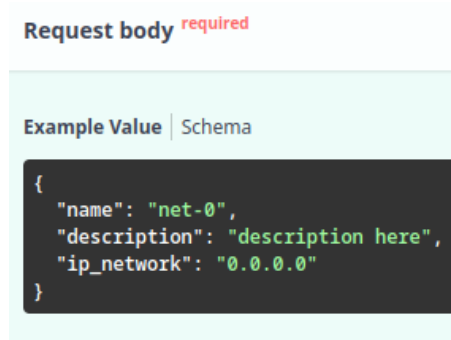 Request body required
Example Value | Schema
{
  "name": "net-0",
  "description": "description here",
  "ip_network": "0.0.0.0"
}